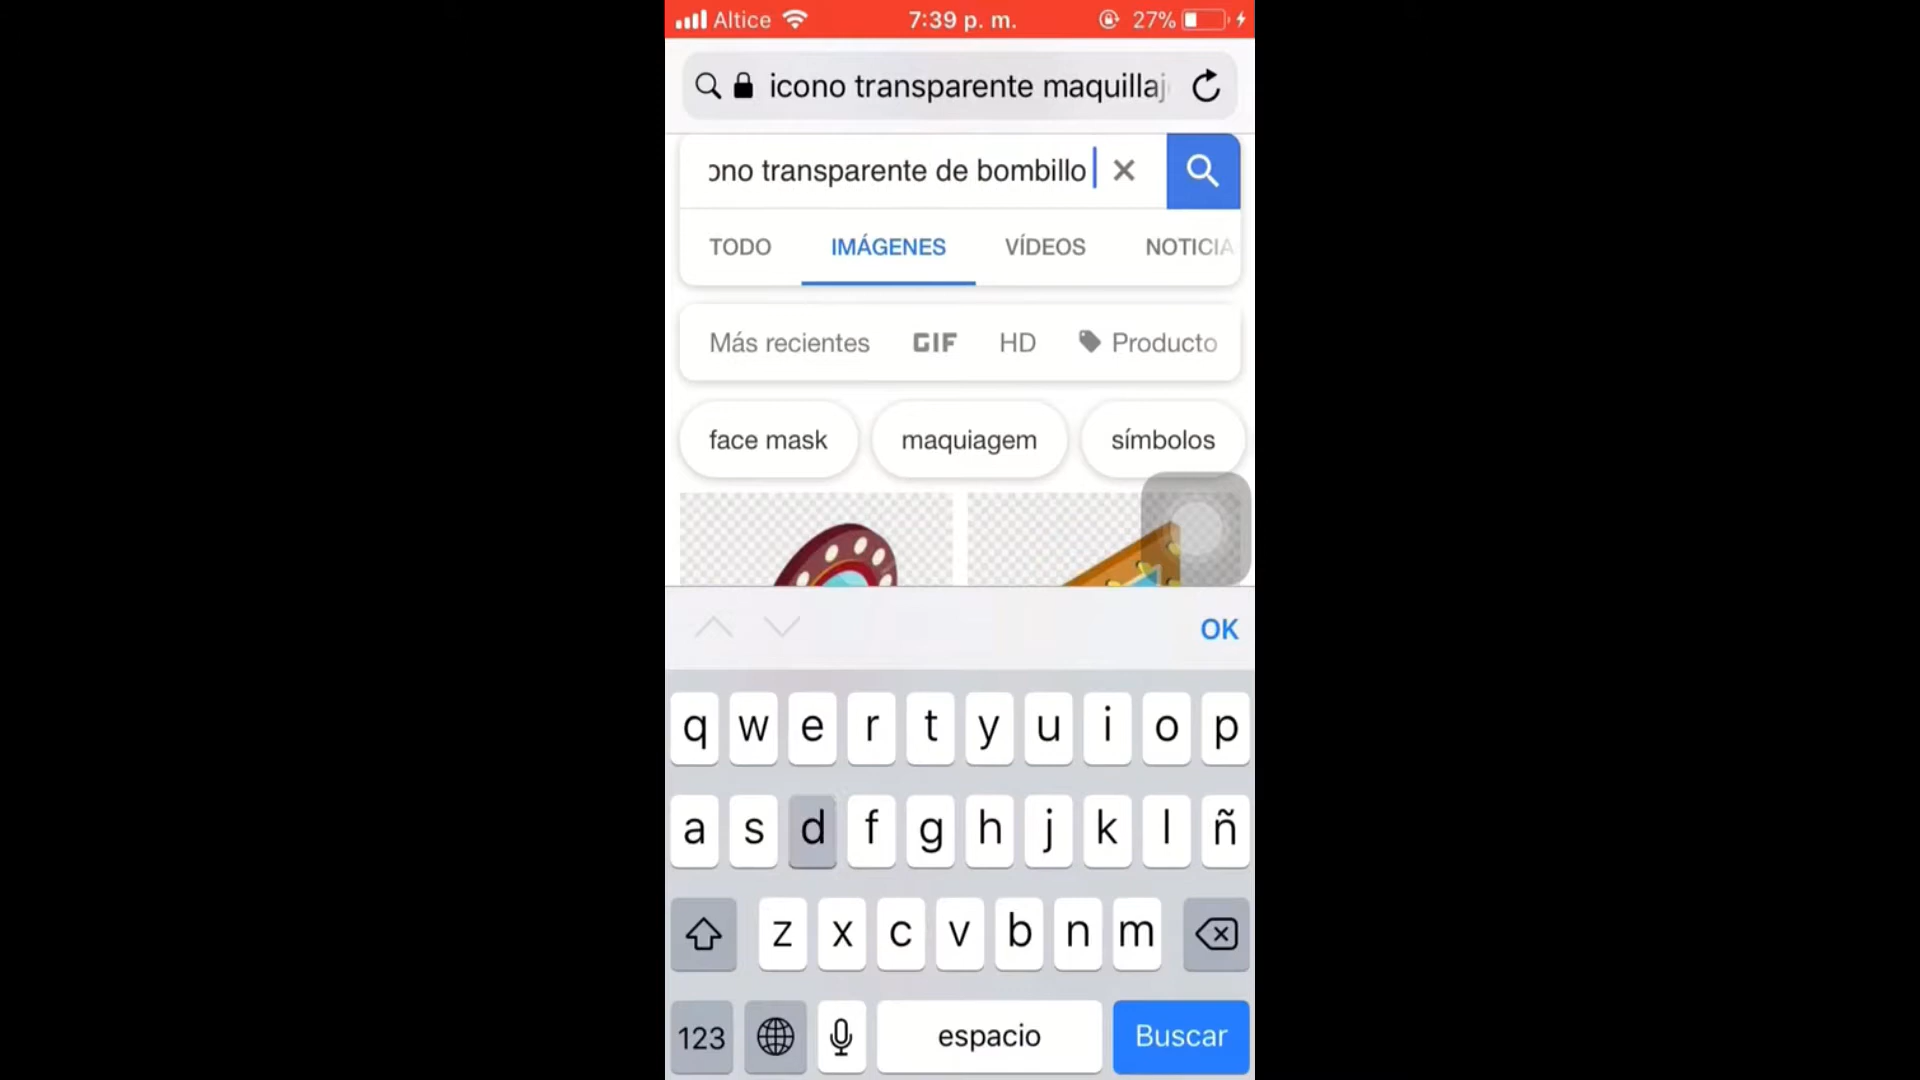 Altice 7:39 p. m. 27%
icono transparente maquillaj
ono transparente de bombillo
TODO IMÁGENES VÍDEOS NOTICIA
Más recientes GIF HD Producto
face mask maquiagem símbolos
OK
q w e r t y u i o p
a s d f g h j k l ñ
z x c v b n m
123 espacio Buscar